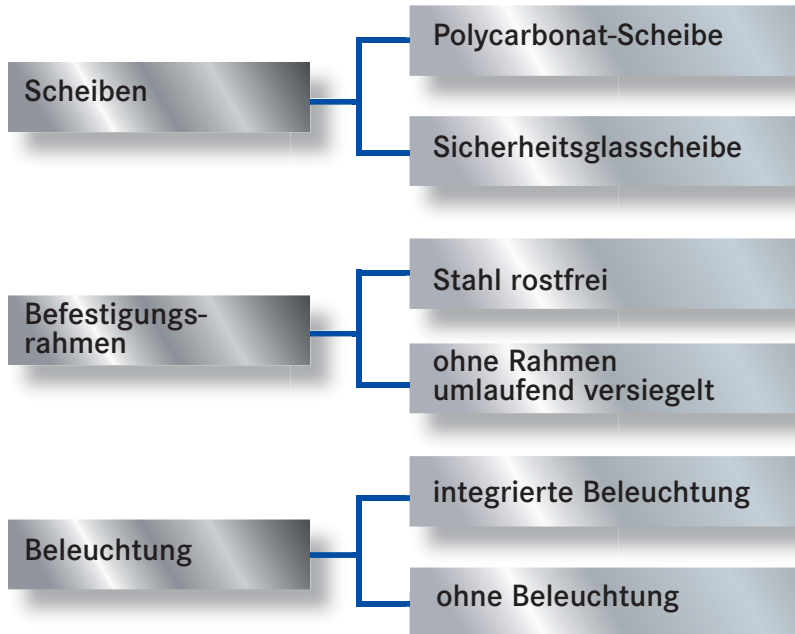 Scheiben
Polycarbonat-Scheibe
Sicherheitsglasscheibe
Befestigungs-
rahmen
Stahl rostfrei
ohne Rahmen
umlaufend versiegelt
Beleuchtung
integrierte Beleuchtung
ohne Beleuchtung